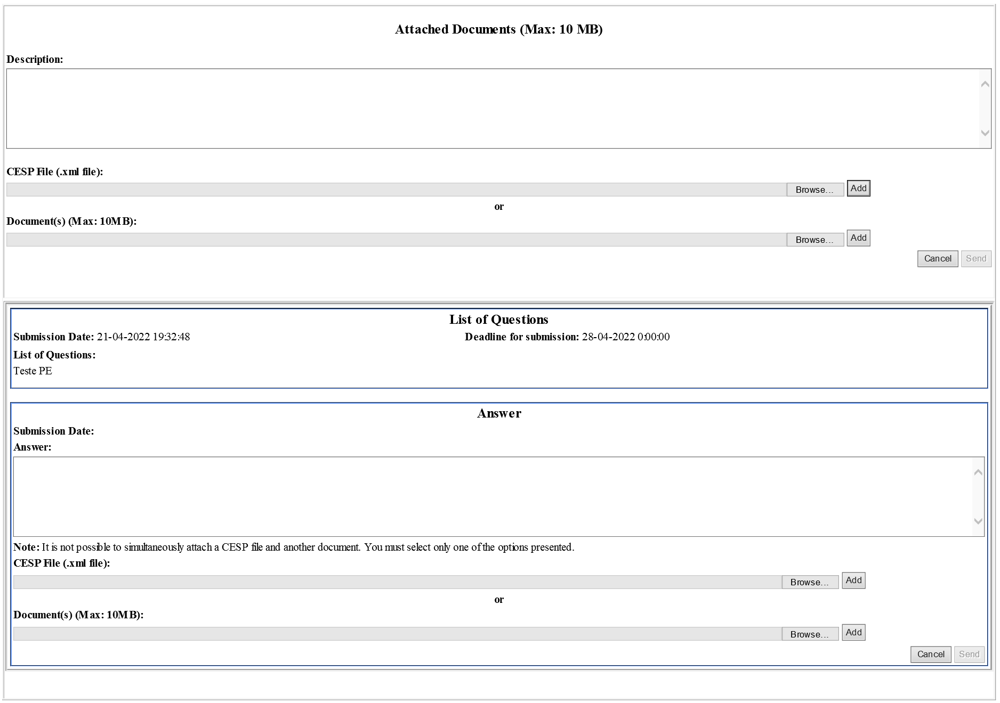 Attached Documents (Max: 10 MB)
Description:
CESP File (.xml file):
Browse... Add
or
Document(s) (Max: 10MB):
Browse... Add
Cancel Send
List of Questions
Submission Date: 21-04-2022 19:32:48 Deadline for submission: 28-04-2022 0:00:00
List of Questions:
Teste PE
Answer
Submission Date:
Answer:
Note: It is not possible to simultaneously attach a CESP file and another document. You must select only one of the options presented.
CESP File (.xml file):
Browse... Add
or
Document(s) (Max: 10MB):
Browse... Add
Cancel Send